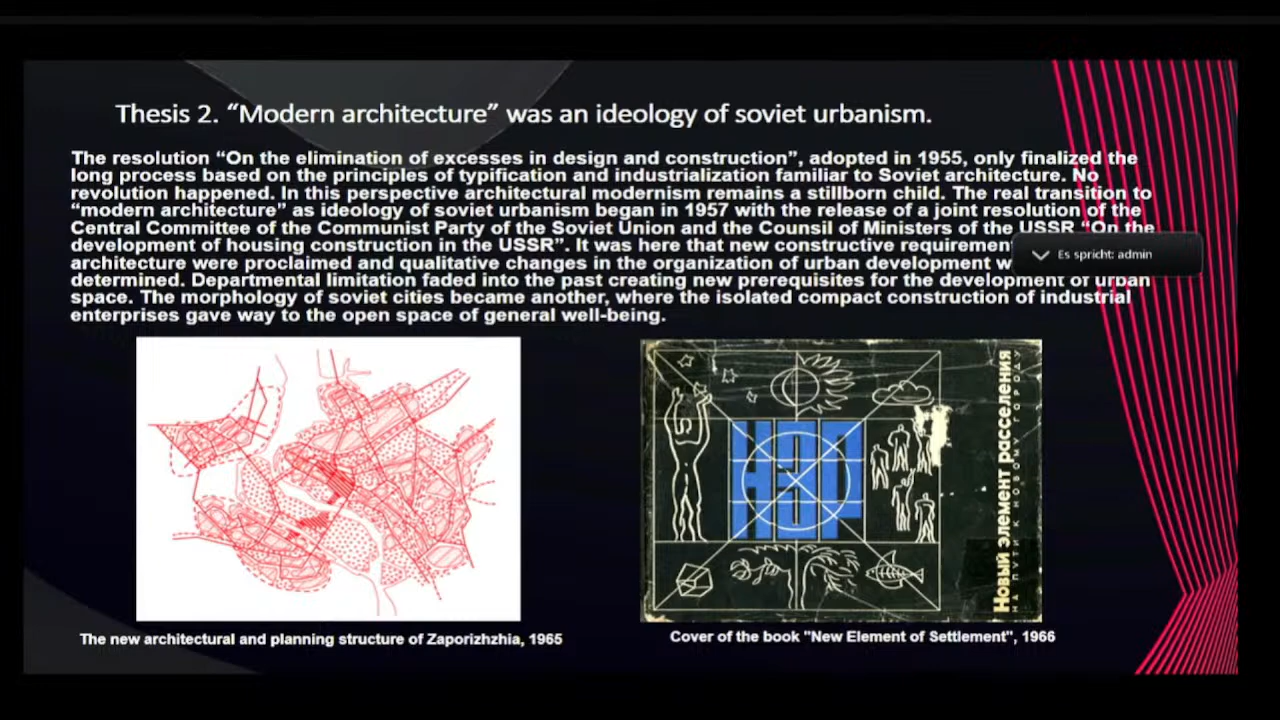 Thesis 2. “Modern architecture” was an ideology of soviet urbanism.
The resolution “On the elimination of excesses in design and construction”, adopted in 1955, only finalized the
long process based on the principles of typification and industrialization familiar to Soviet architecture. No
revolution happened. In this perspective architectural modernism remains a stillborn child. The real transition to
“modern architecture” as ideology of soviet urbanism began in 1957 with the release of a joint resolution of the
Central Committee of the Communist Party of the Soviet Union and the Counsil of Ministers of the USSR “On the
development of housing construction in the USSR”. It was here that new constructive
architecture were proclaimed and qualitative changes in the organization of urban development
determined. Departmental limitation faded into the past creating new prerequisites for the development of urban
space. The morphology of soviet cities became another, where the isolated compact construction of industrial
enterprises gave way to the open space of general well-being.
Es spricht: admin
НЭР
Новый элемент расселения
НА ПУТИ К НОВОМУ ГОРОДУ
The new architectural and planning structure of Zaporizhzhia, 1965
Cover of the book "New Element of Settlement", 1966